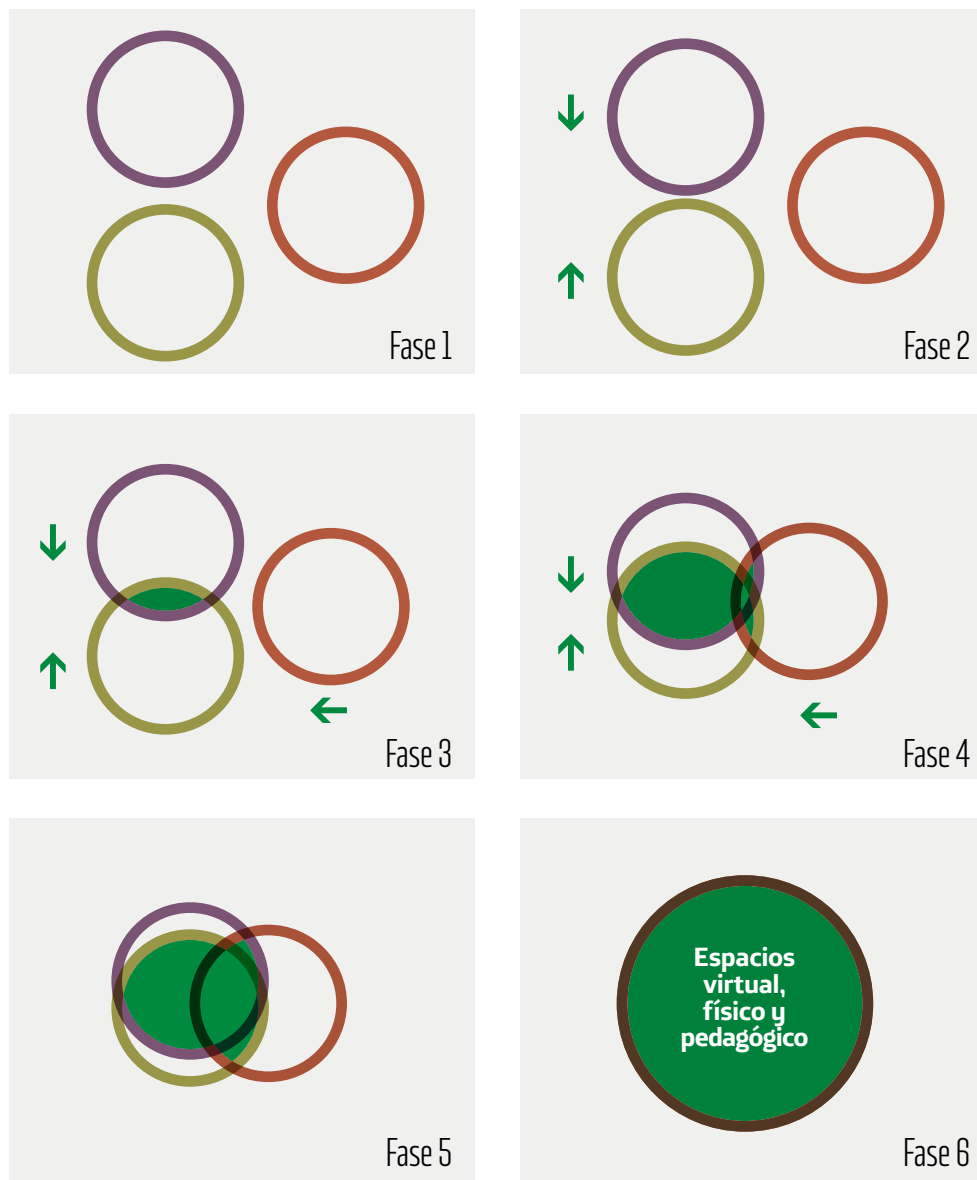 Fase 1
Fase 2
Fase 3
Fase 4
Fase 5
Espacios
virtual,
físico y
pedagógico
Fase 6